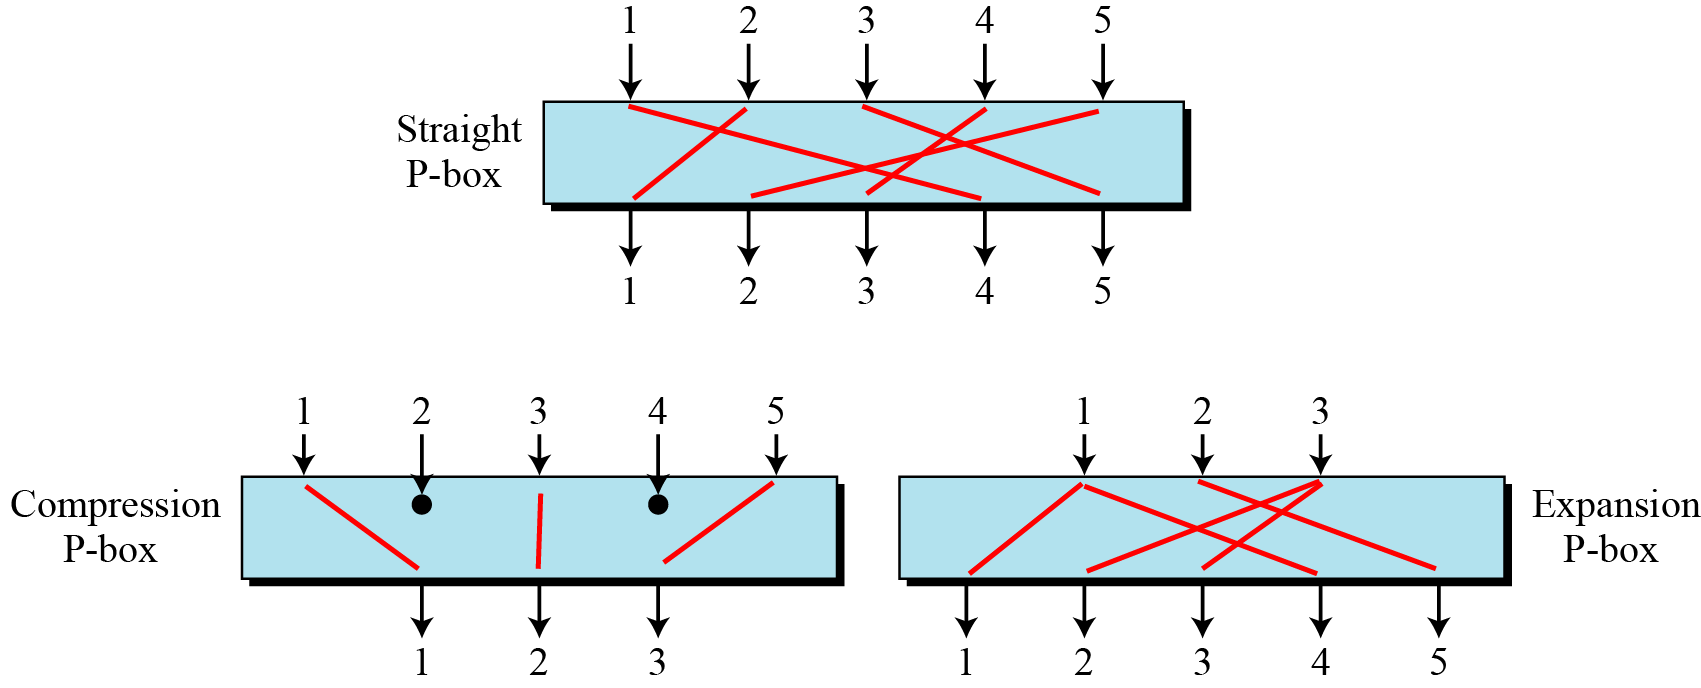 1 2 3 4 5
Straight
P-box
1 2 3 4 5
1 2 3 4 5
Compression
P-box
1 2 3
1 2 3
Expansion
P-box
1 2 3 4 5